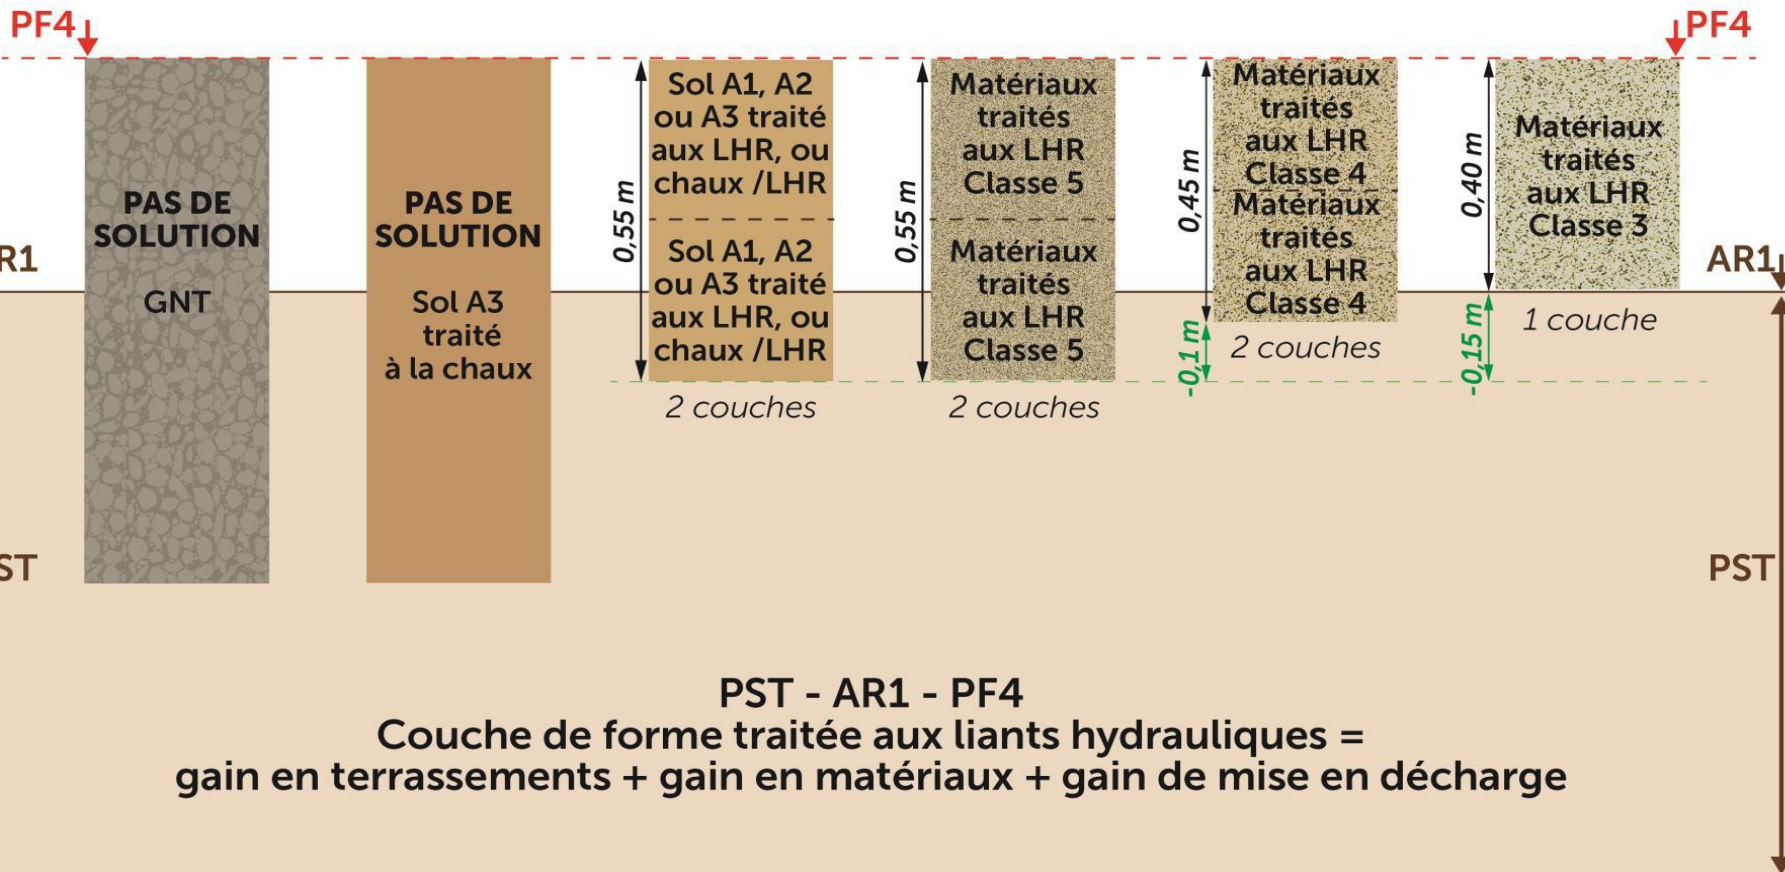 PF4
PF4
PAS DE
SOLUTION
GNT
PAS DE
SOLUTION
Sol A3
traité
à la chaux
0,55 m
Sol A1, A2
ou A3 traité
aux LHR, ou
chaux /LHR
Sol A1, A2
ou A3 traité
aux LHR, ou
chaux /LHR
2 couches
0,55 m
Matériaux
traités
aux LHR
Classe 5
Matériaux
traités
aux LHR
Classe 5
2 couches
0,45 m
-0,1 m
Matériaux
traités
aux LHR
Classe 4
Matériaux
traités
aux LHR
Classe 4
2 couches
0,40 m
-0,15 m
Matériaux
traités
aux LHR
Classe 3
1 couche
R1
AR1
ST
PST
PST - AR1 - PF4
Couche de forme traitée aux liants hydrauliques =
gain en terrassements + gain en matériaux + gain de mise en décharge